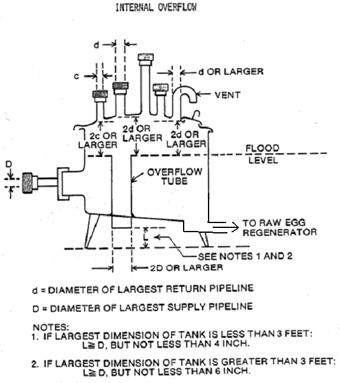 INTERNAL OVERFLOW
d
c
d OR LARGER
VENT
2c OR
LARGER
2d OR
LARGER
2d OR
LARGER
FLOOD
LEVEL
D
OVERFLOW
TUBE
TO RAW EGG
REGENERATOR
L
SEE NOTES 1 AND 2
2D OR LARGER
d = DIAMETER OF LARGEST RETURN PIPELINE
D = DIAMETER OF LARGEST SUPPLY PIPELINE
NOTES:
1. IF LARGEST DIMENSION OF TANK IS LESS THAN 3 FEET:
L≧D, BUT NOT LESS THAN 4 INCH.
2. IF LARGEST DIMENSION OF TANK IS GREATER THAN 3 FEET:
L≧D, BUT NOT LESS THAN 6 INCH.